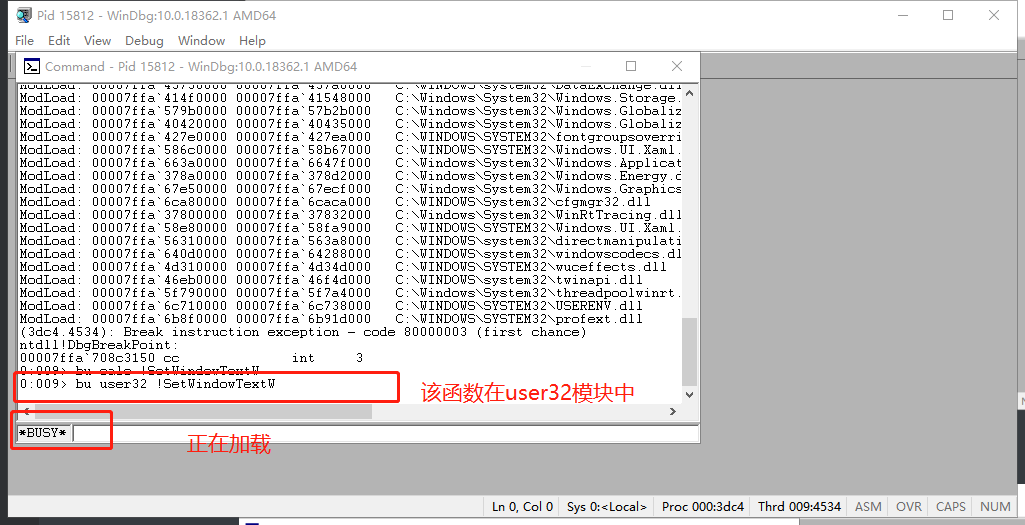 Pid 15812 - WinDbg:10.0.18362.1 AMD64
File Edit View Debug Window Help
Command - Pid 15812 - WinDbg:10.0.18362.1 AMD64
ModLoad: 00007ffa`45750000 00007ffa`457a0000 C:\Windows\System32\DataExchange.dll
ModLoad: 00007ffa`414f0000 00007ffa`41548000 C:\Windows\System32\Windows.Storage.
ModLoad: 00007ffa`579b0000 00007ffa`57b2b000 C:\Windows\System32\Windows.Globaliz
ModLoad: 00007ffa`40420000 00007ffa`40435000 C:\Windows\System32\Windows.Globaliz
ModLoad: 00007ffa`427e0000 00007ffa`427ea000 C:\WINDOWS\SYSTEM32\fontgroupsoverri
ModLoad: 00007ffa`586c0000 00007ffa`58b67000 C:\Windows\System32\Windows.UI.Xaml.
ModLoad: 00007ffa`663a0000 00007ffa`6647f000 C:\Windows\System32\Windows.Applicat
ModLoad: 00007ffa`378a0000 00007ffa`378d2000 C:\Windows\System32\Windows.Energy.d
ModLoad: 00007ffa`67e50000 00007ffa`67ecf000 C:\Windows\System32\Windows.Graphics
ModLoad: 00007ffa`6ca80000 00007ffa`6caca000 C:\WINDOWS\SYSTEM32\cfgmgr32.dll
ModLoad: 00007ffa`37800000 00007ffa`37832000 C:\WINDOWS\SYSTEM32\WinRtTracing.dll
ModLoad: 00007ffa`58e80000 00007ffa`58fa9000 C:\Windows\System32\Windows.UI.Xaml.
ModLoad: 00007ffa`56310000 00007ffa`563a8000 C:\WINDOWS\system32\directmanipulati
ModLoad: 00007ffa`640d0000 00007ffa`64288000 C:\WINDOWS\system32\windowscodecs.dl
ModLoad: 00007ffa`4d310000 00007ffa`4d34d000 C:\WINDOWS\SYSTEM32\wuceffects.dll
ModLoad: 00007ffa`46eb0000 00007ffa`46f4d000 C:\WINDOWS\System32\twinapi.dll
ModLoad: 00007ffa`5f790000 00007ffa`5f7a4000 C:\Windows\System32\threadpoolwinrt.
ModLoad: 00007ffa`6c710000 00007ffa`6c738000 C:\WINDOWS\SYSTEM32\USERENV.dll
ModLoad: 00007ffa`6b8f0000 00007ffa`6b91d000 C:\WINDOWS\SYSTEM32\profext.dll
(3dc4.4534): Break instruction exception - code 80000003 (first chance)
ntdll!DbgBreakPoint:
00007ffa`708c3150 cc int 3
0:009> bu calc !SetWindowTextW
0:009> bu user32 !SetWindowTextW
该函数在user32模块中
*BUSY*
正在加载
Ln 0, Col 0 Sys 0:<Local> Proc 000:3dc4 Thrd 009:4534 ASM OVR CAPS NUM